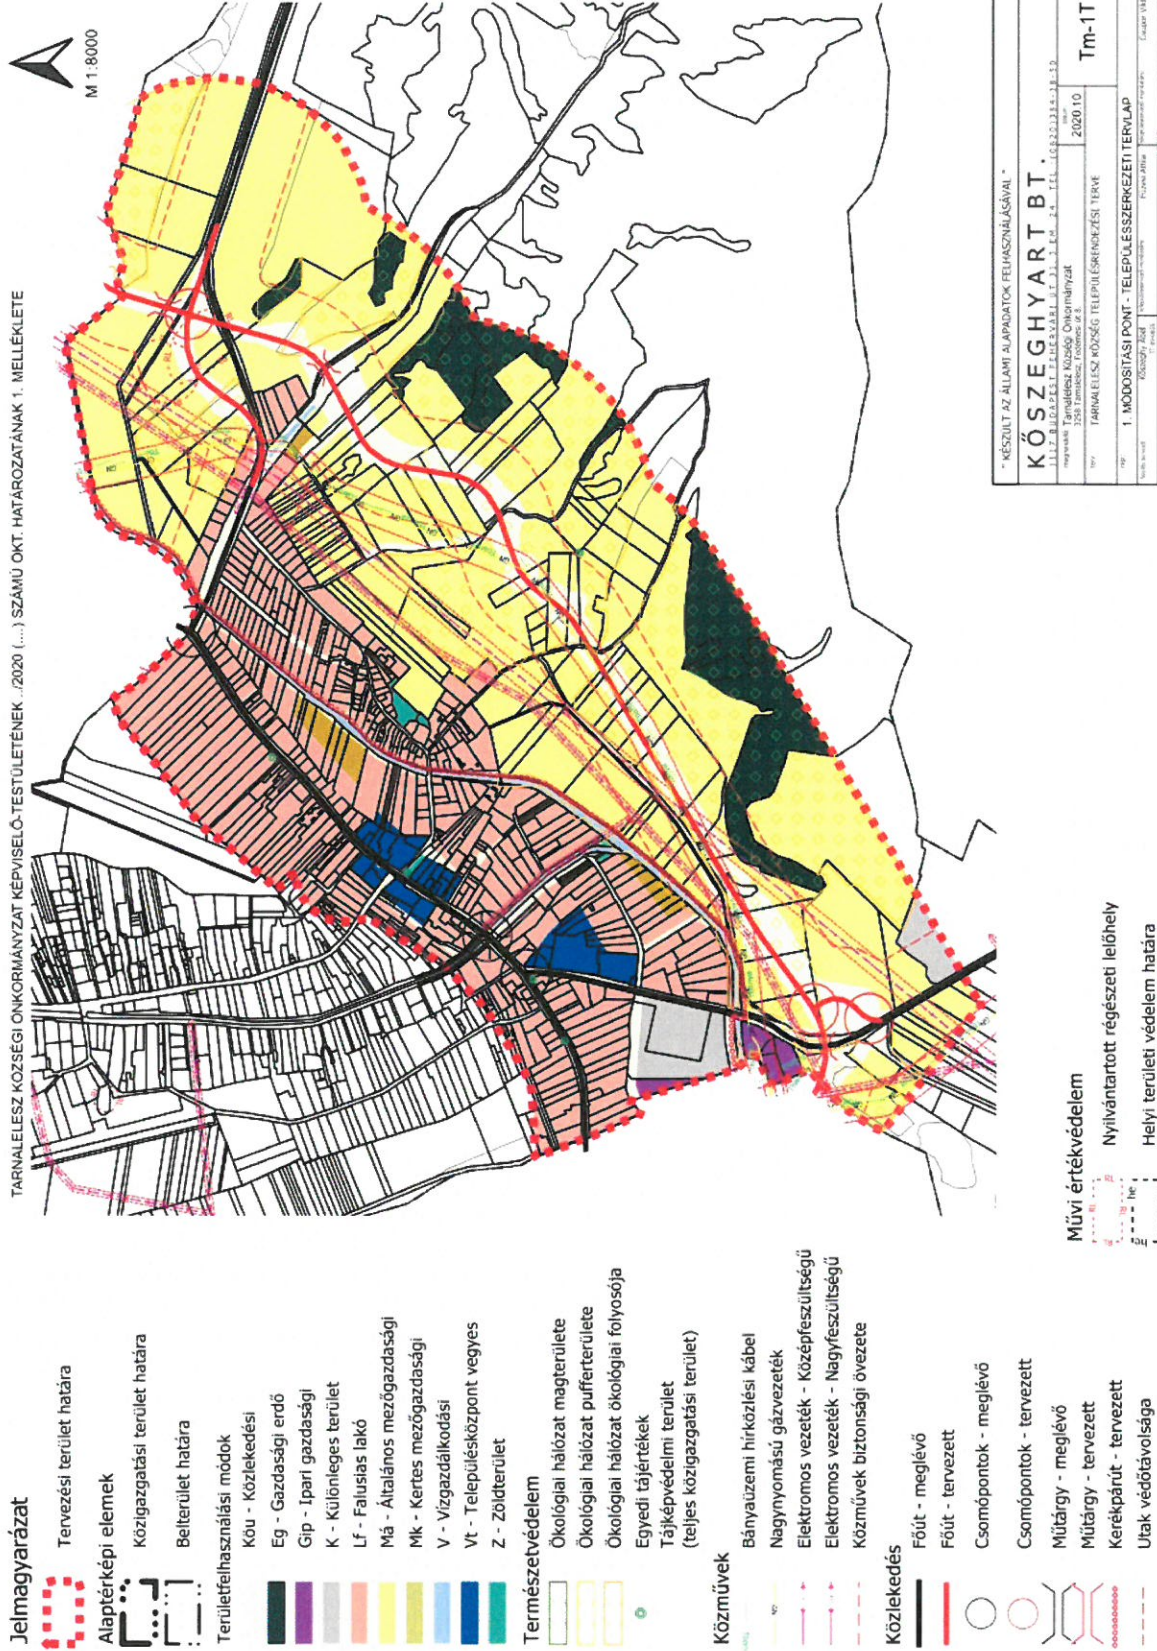 TARNALELESZ KÖZSÉGI ÖNKORMÁNYZAT KÉPVISELŐ-TESTÜLETÉNEK .../2020 (....) SZÁMÚ ÖKT. HATÁROZATÁNAK 1. MELLÉKLETE
M 1:8000
Jelmagyarázat
Tervezési terület határa
Alaptérképi elemek
Közigazgatási terület határa
Belterület határa
Területfelhasználási módok
Köu - Közlekedési
Eg - Gazdasági erdő
Gip - Ipari gazdasági
K - Különleges terület
Lf - Falusias lakó
Má - Általános mezőgazdasági
Mk - Kertes mezőgazdasági
V - Vízgazdálkodási
Vt - Településközpont vegyes
Z - Zöldterület
Természetvédelem
Ökológiai hálózat magterülete
Ökológiai hálózat pufferterülete
Ökológiai hálózat ökológiai folyosója
Egyedi tájértékek
Tájképvédelmi terület
(teljes közigazgatási terület)
Közművek
Bányaüzemi hírközlési kábel
Nagynyomású gázvezeték
Elektromos vezeték - Középfeszültségű
Elektromos vezeték - Nagyfeszültségű
Közművek biztonsági övezete
Közlekedés
Főút - meglévő
Főút - tervezett
Csomópontok - meglévő
Csomópontok - tervezett
Műtárgy - meglévő
Műtárgy - tervezett
Kerékpárút - tervezett
Utak védőtávolsága
Művi értékvédelem
Nyilvántartott régészeti lelőhely
he
Helyi területi védelem határa
"KÉSZÜLT AZ ÁLLAMI ALAPADATOK FELHASZNÁLÁSÁVAL"
KŐSZEGHYART BT.
Tarnalelesz Községi Önkormányzat
2020.10
Tm-1T
TARNALELESZ KÖZSÉG TELEPÜLÉSRENDEZÉSI TERVE
1. MÓDOSÍTÁSI PONT - TELEPÜLÉSSZERKEZETI TERVLAP